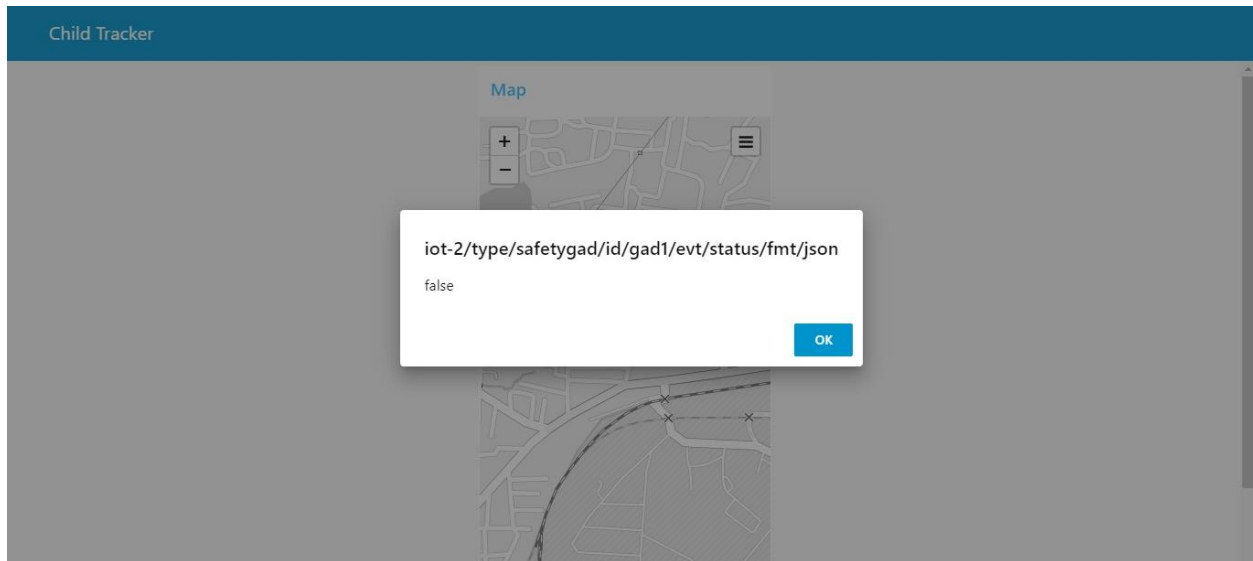 Child Tracker
Map
+
−
iot-2/type/safetygad/id/gad1/evt/status/fmt/json
false
OK